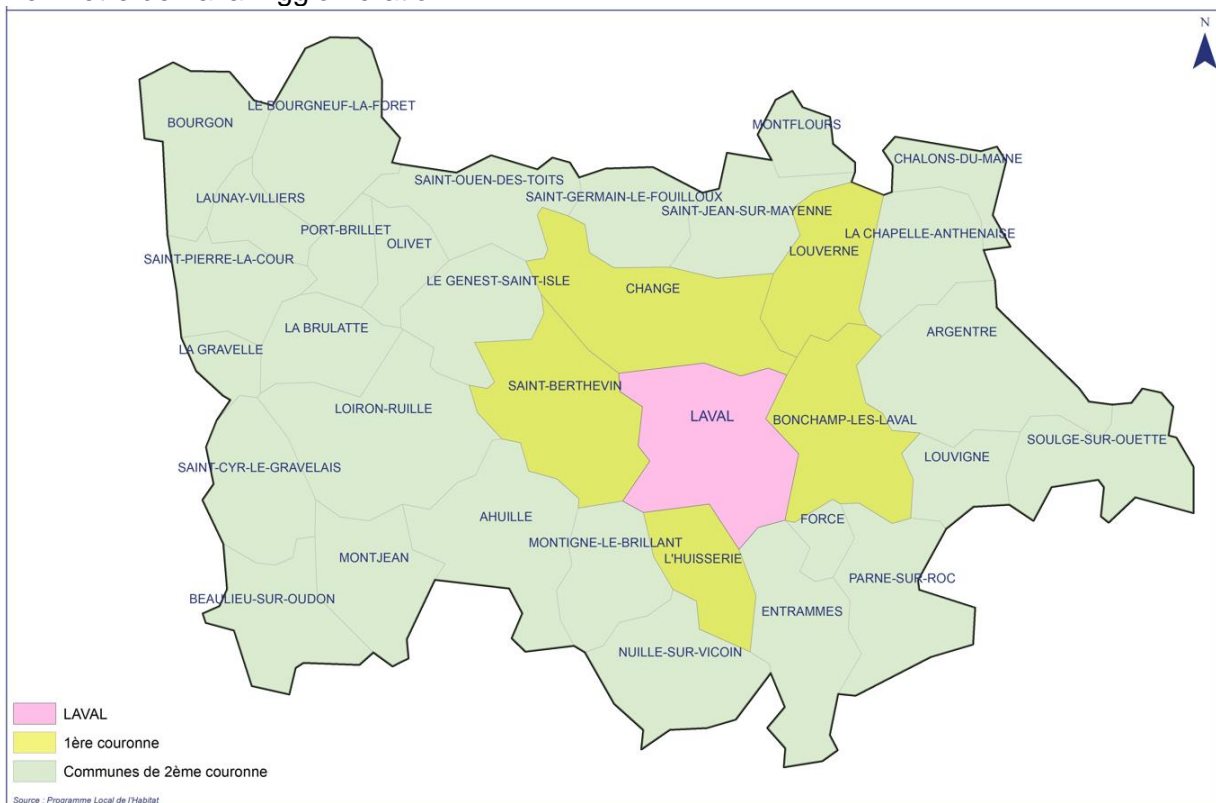 N
MONTFLOURS
LE BOURGNEUF-LA-FORET
BOURGON
CHALONS-DU-MAINE
SAINT-OUEN-DES-TOITS
LAUNAY-VILLIERS
SAINT-GERMAIN-LE-FOUILLOUX
SAINT-JEAN-SUR-MAYENNE
PORT-BRILLET
LA CHAPELLE-ANTHENAISE
OLIVET
LOUVERNE
SAINT-PIERRE-LA-COUR
LE GENEST-SAINT-ISLE
CHANGE
LA BRULATTE
ARGENTRE
LA GRAVELLE
SAINT-BERTHEVIN
LOIRON-RUILLE
LAVAL
BONCHAMP-LES-LAVAL
SOULGE-SUR-OUETTE
LOUVIGNE
SAINT-CYR-LE-GRAVELAIS
AHUILLE
FORCE
MONTIGNE-LE-BRILLANT
MONTJEAN
L'HUISSERIE
PARNE-SUR-ROC
BEAULIEU-SUR-OUDON
ENTRAMMES
NUILLE-SUR-VICOIN
LAVAL
1ère couronne
Communes de 2ème couronne
Source : Programme Local de l'Habitat